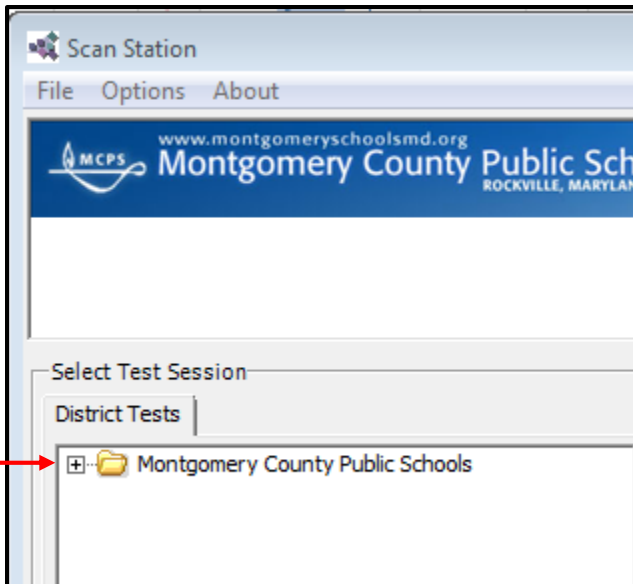 Scan Station
File Options About
www.montgomeryschoolsmd.org
MCPS Montgomery County Public Sch
ROCKVILLE, MARYLAN
Select Test Session
District Tests
Montgomery County Public Schools